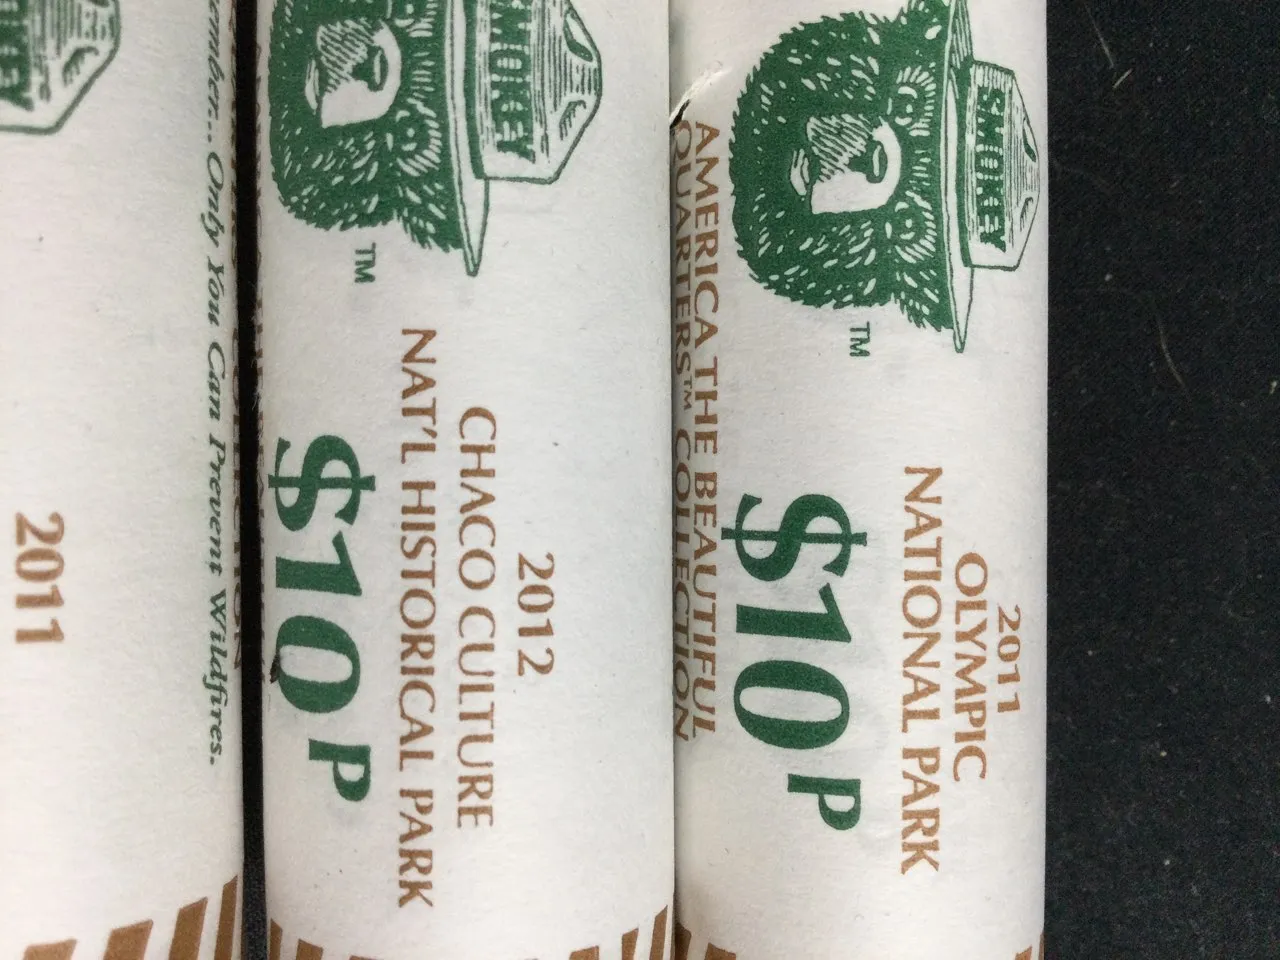 ...Only You Can Prevent Wildfires.
2011
SMOKEY
TM
2012
CHACO CULTURE
NAT'L HISTORICAL PARK
$10 P
SMOKEY
TM
2011
OLYMPIC
NATIONAL PARK
$10 P
AMERICA THE BEAUTIFUL
QUARTERS™ COLLECTION